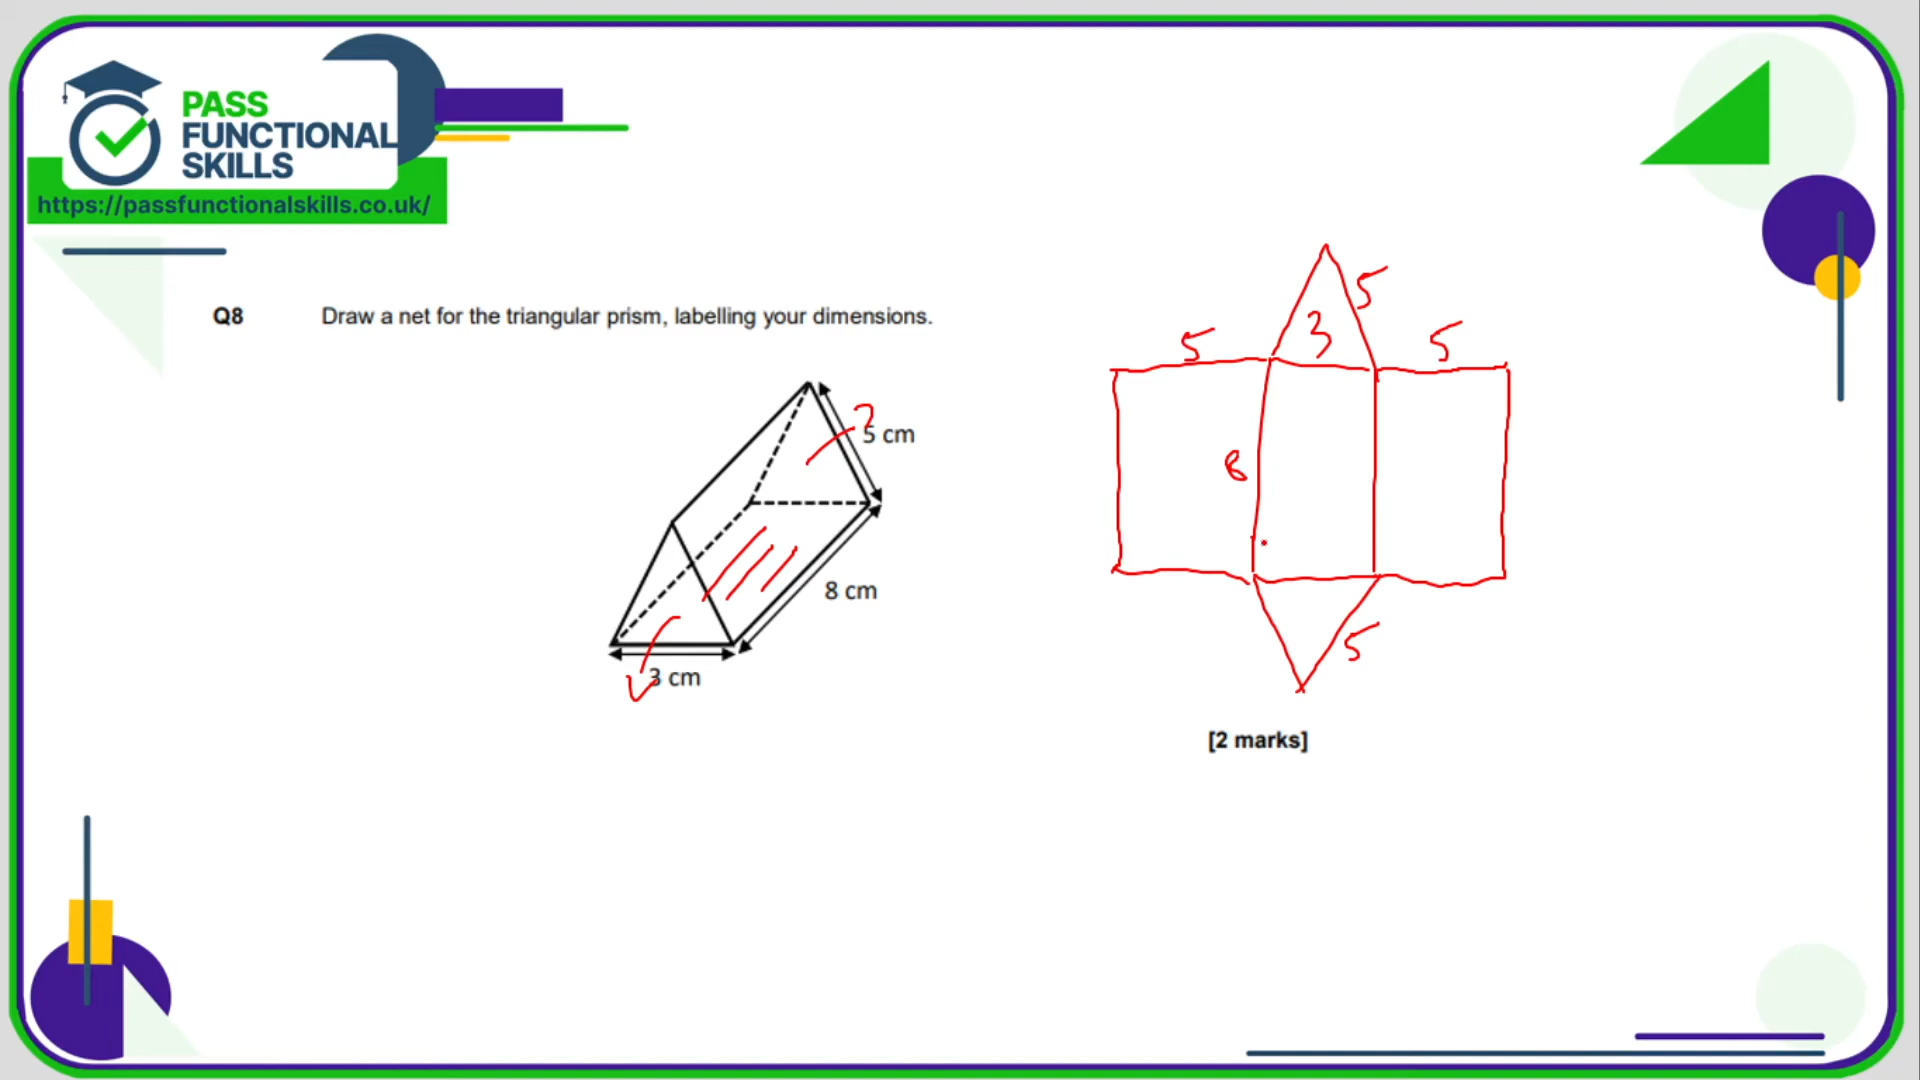 PASS
FUNCTIONAL
SKILLS
https://passfunctionalskills.co.uk/
Q8 Draw a net for the triangular prism, labelling your dimensions.
5 cm
8 cm
3 cm
5
3
5
5
8
5
[2 marks]